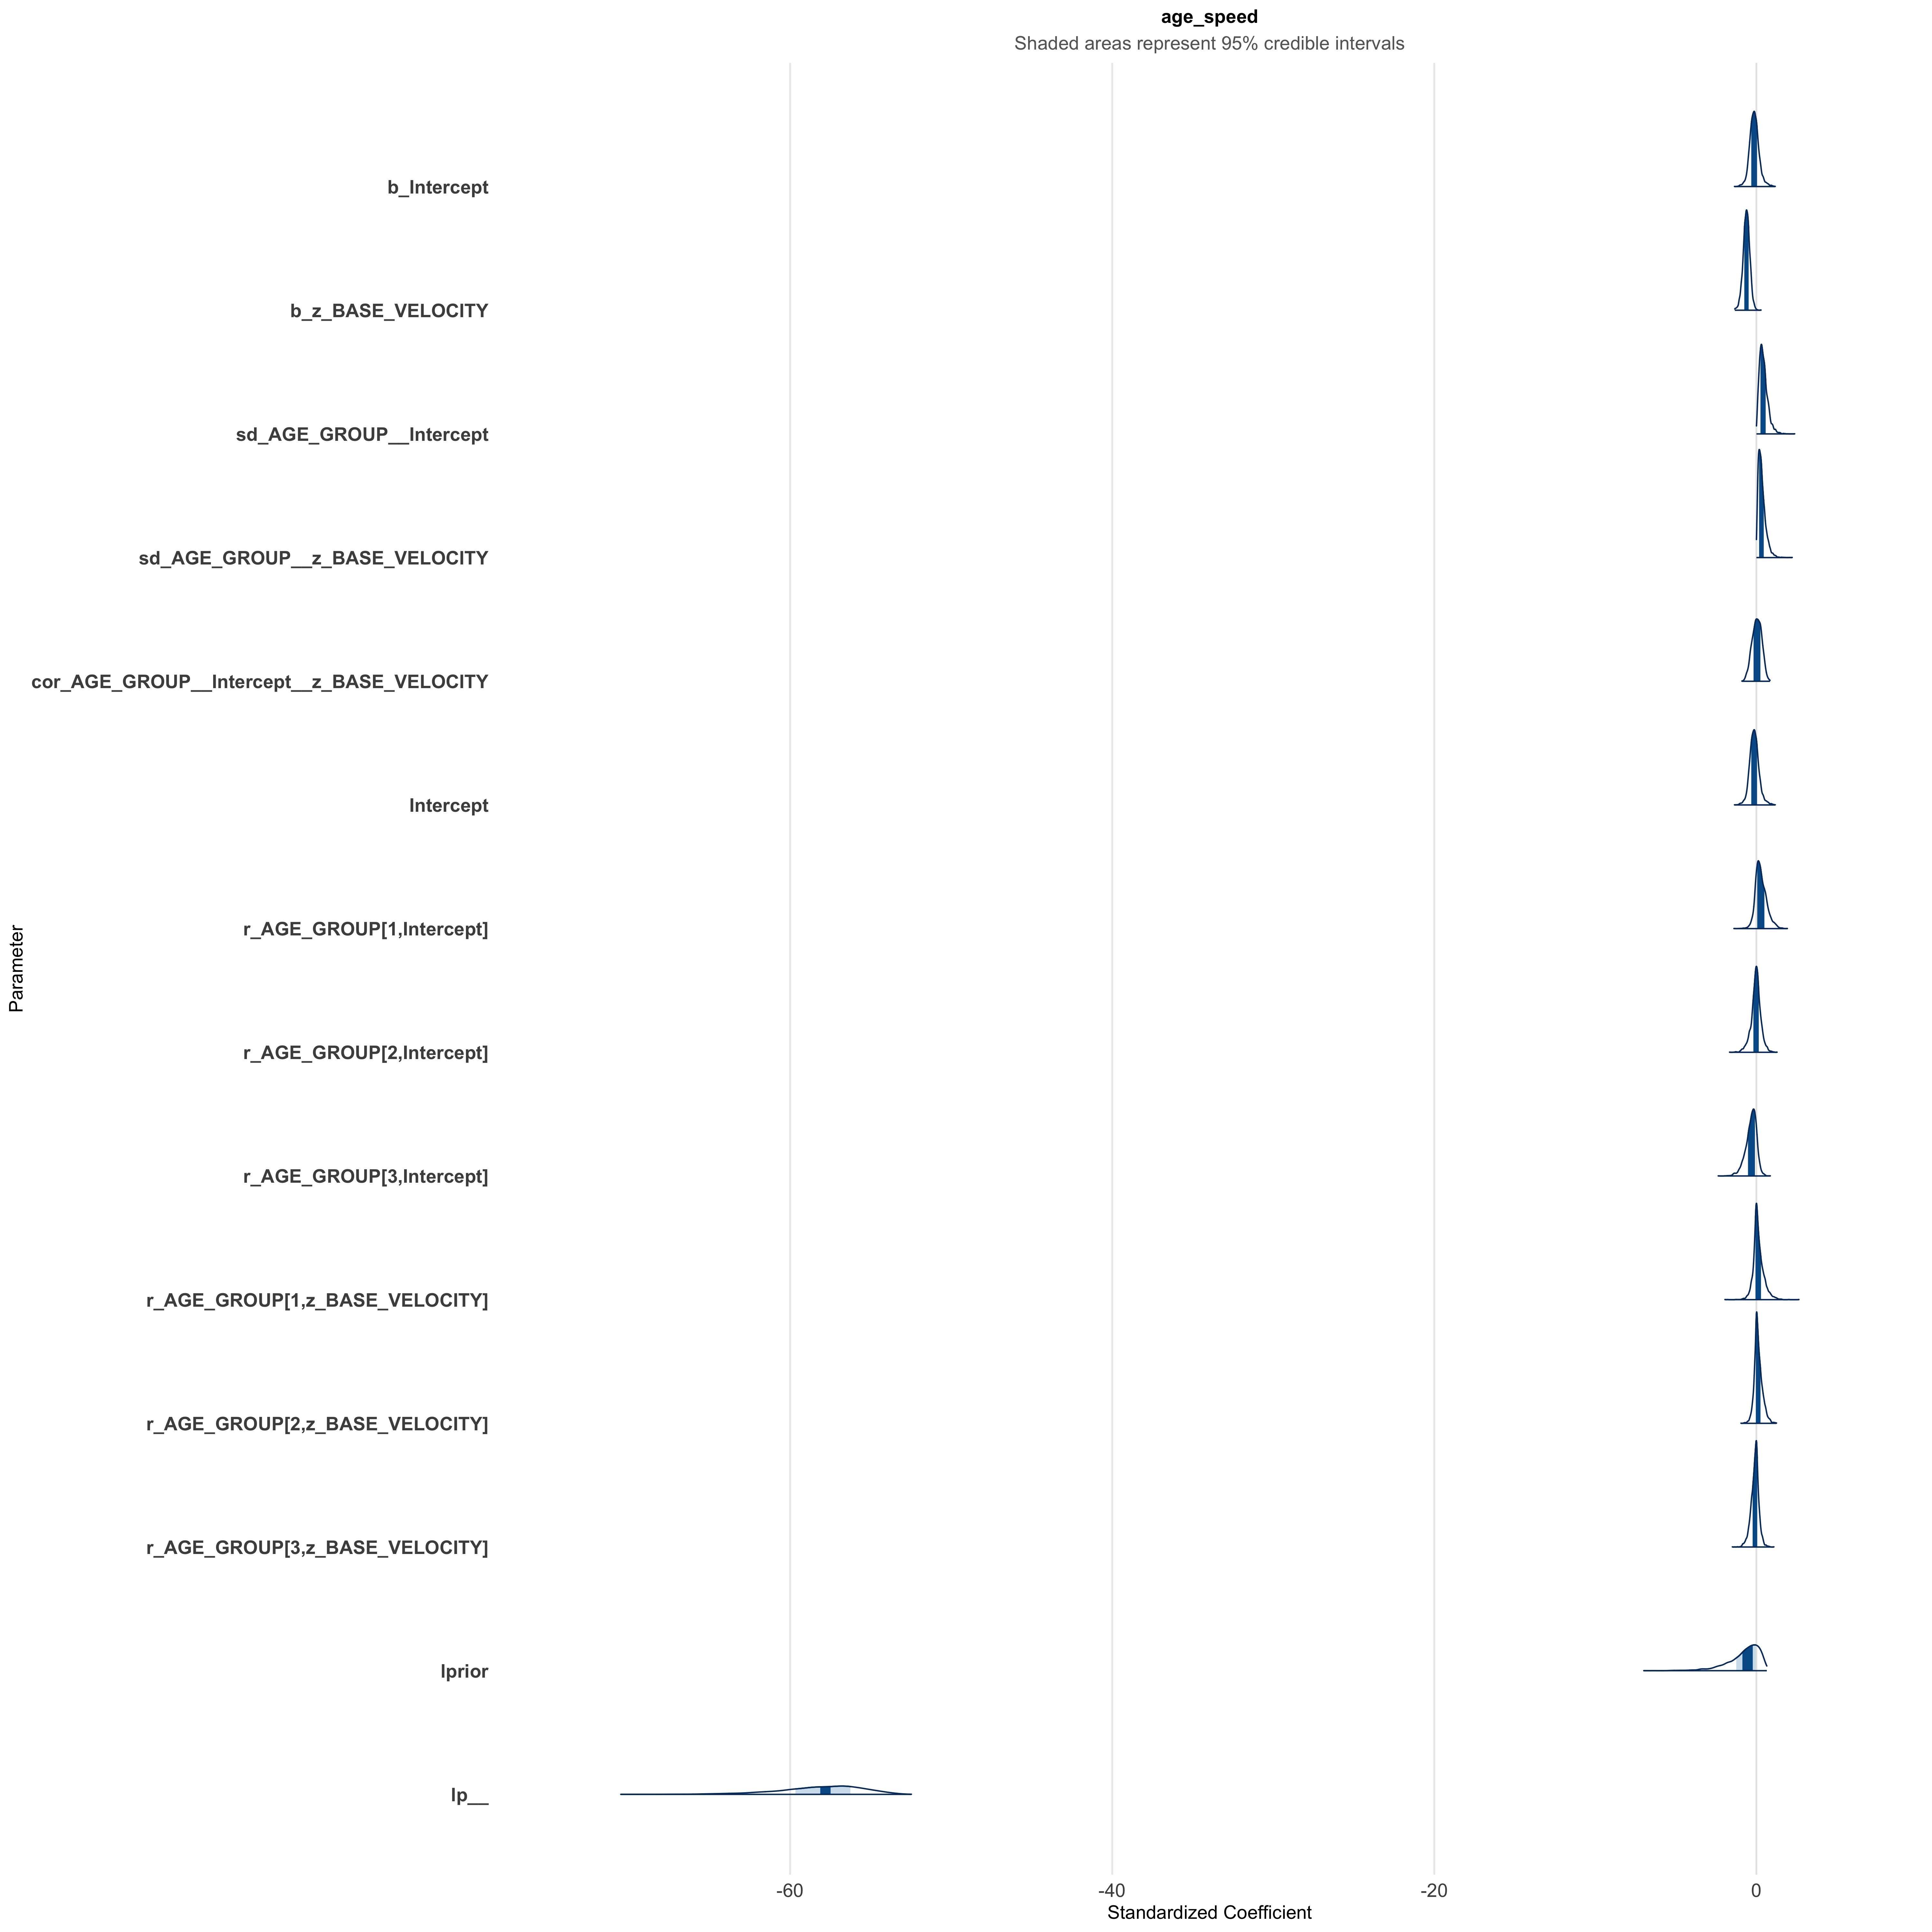 age_speed
Shaded areas represent 95% credible intervals
b_Intercept
b_z_BASE_VELOCITY
sd_AGE_GROUP__Intercept
sd_AGE_GROUP__z_BASE_VELOCITY
cor_AGE_GROUP__Intercept__z_BASE_VELOCITY
Intercept
r_AGE_GROUP[1,Intercept]
r_AGE_GROUP[2,Intercept]
r_AGE_GROUP[3,Intercept]
r_AGE_GROUP[1,z_BASE_VELOCITY]
r_AGE_GROUP[2,z_BASE_VELOCITY]
r_AGE_GROUP[3,z_BASE_VELOCITY]
lprior
lp__
Parameter
-60 -40 -20 0
Standardized Coefficient